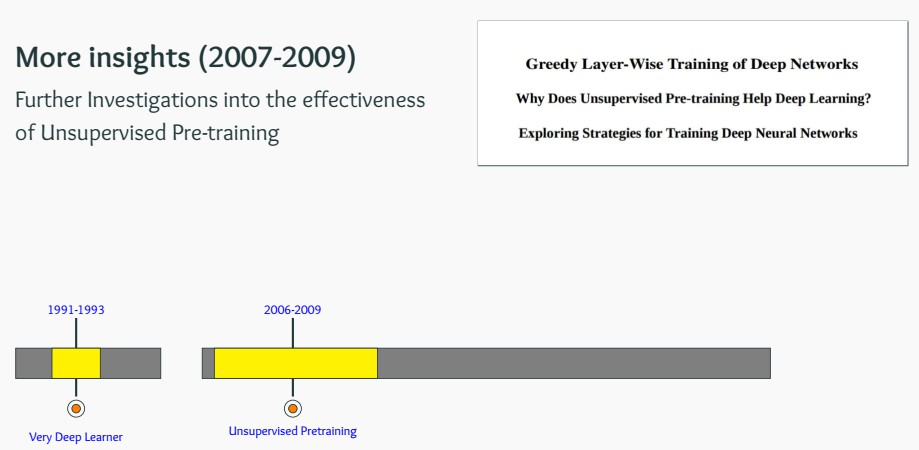 More insights (2007-2009)
Further Investigations into the effectiveness
of Unsupervised Pre-training
Greedy Layer-Wise Training of Deep Networks
Why Does Unsupervised Pre-training Help Deep Learning?
Exploring Strategies for Training Deep Neural Networks
1991-1993
2006-2009
Very Deep Learner
Unsupervised Pretraining